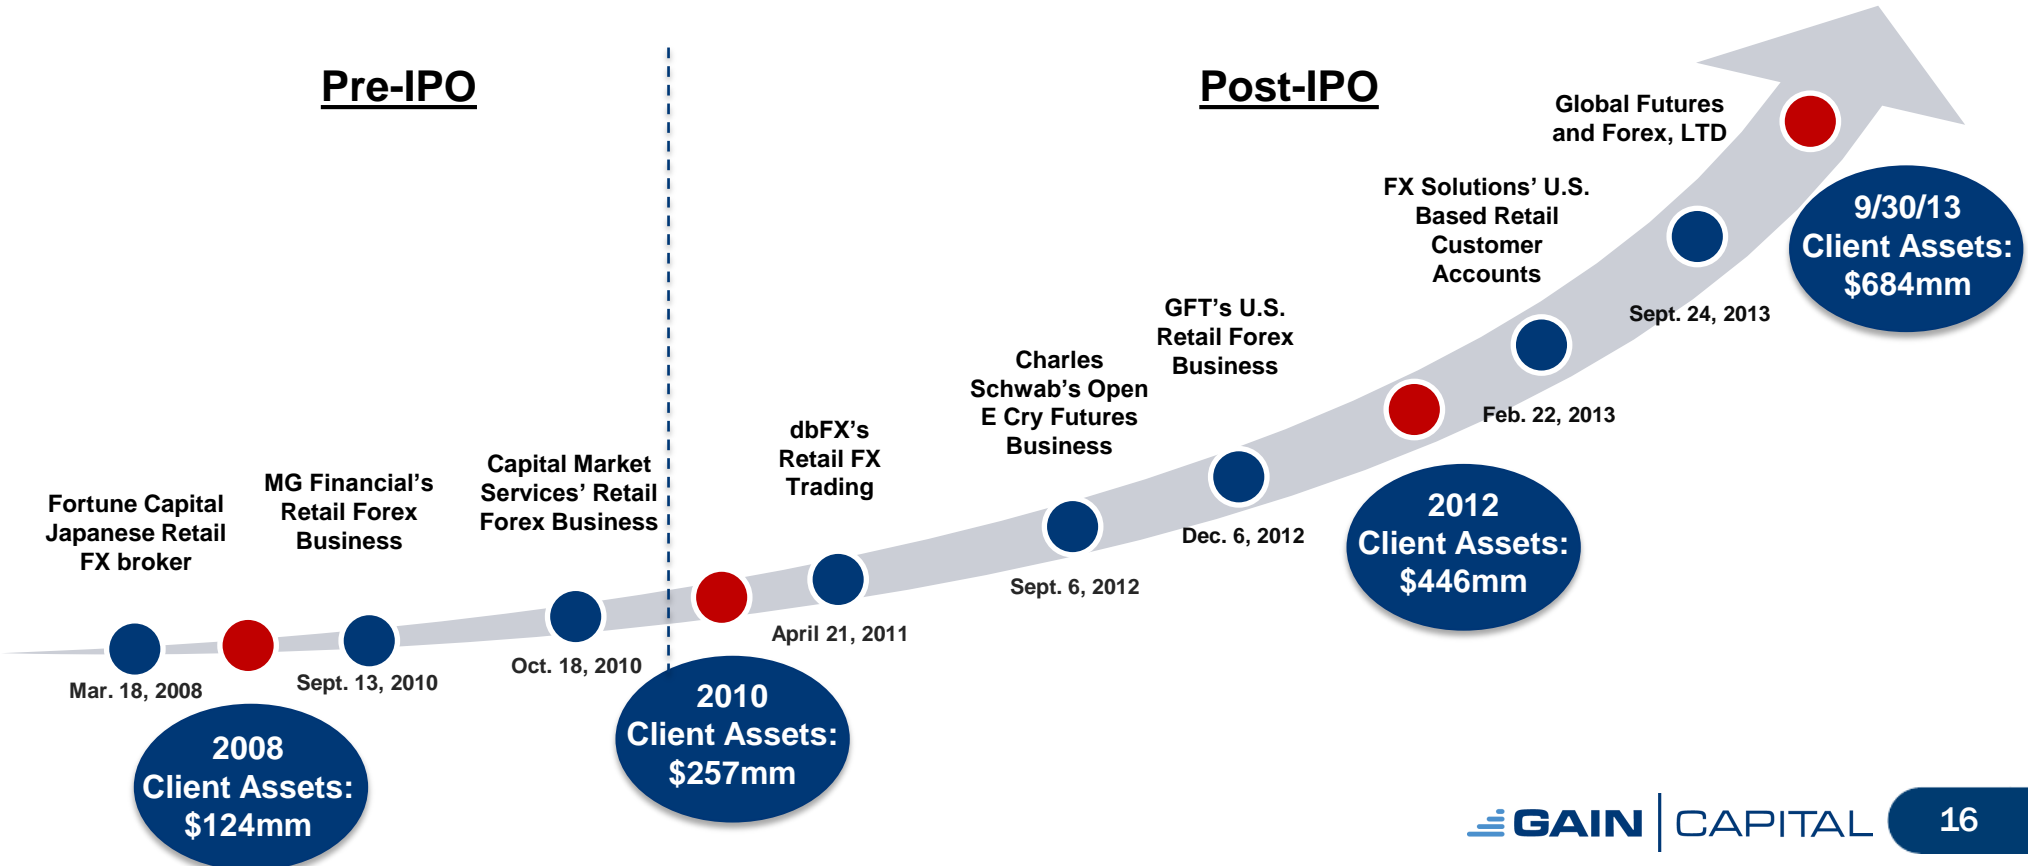 Pre-IPO
Post-IPO
Fortune Capital
Japanese Retail
FX broker
Mar. 18, 2008
2008
Client Assets:
$124mm
MG Financial’s
Retail Forex
Business
Sept. 13, 2010
Capital Market
Services’ Retail
Forex Business
Oct. 18, 2010
2010
Client Assets:
$257mm
dbFX’s
Retail FX
Trading
April 21, 2011
Charles
Schwab’s Open
E Cry Futures
Business
Sept. 6, 2012
GFT’s U.S.
Retail Forex
Business
Dec. 6, 2012
2012
Client Assets:
$446mm
FX Solutions’ U.S.
Based Retail
Customer
Accounts
Feb. 22, 2013
Global Futures
and Forex, LTD
Sept. 24, 2013
9/30/13
Client Assets:
$684mm
GAIN CAPITAL
16